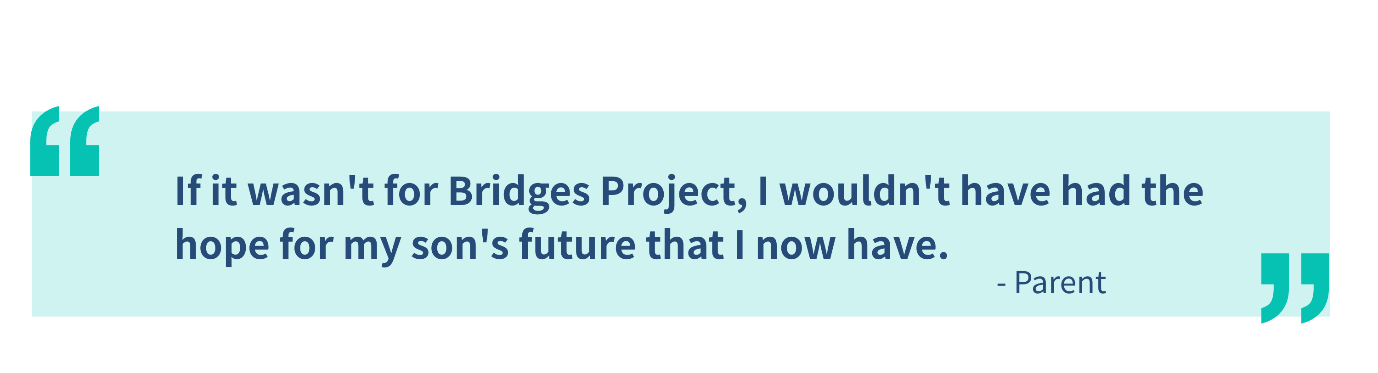 “
If it wasn't for Bridges Project, I wouldn't have had the
hope for my son's future that I now have.
- Parent
”